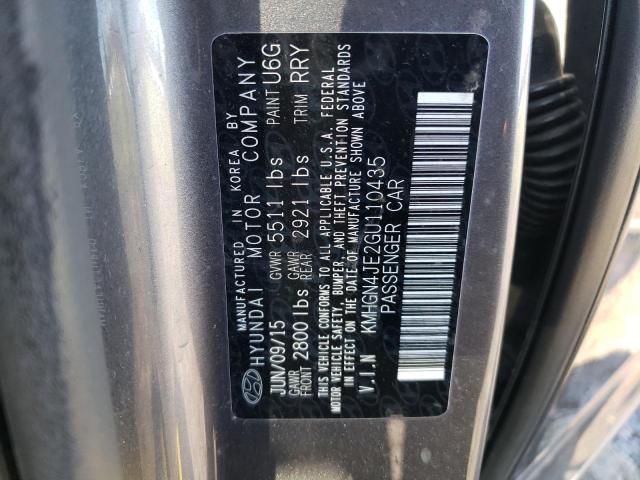 MANUFACTURED IN KOREA BY
HYUNDAI MOTOR COMPANY
JUN/09/15 GVWR 5511 lbs PAINT U6G
GAWR FRONT 2800 lbs GAWR REAR 2921 lbs TRIM RRY
THIS VEHICLE CONFORMS TO ALL APPLICABLE U.S.A. FEDERAL
MOTOR VEHICLE SAFETY, BUMPER, AND THEFT PREVENTION STANDARDS
IN EFFECT ON THE DATE OF MANUFACTURE SHOWN ABOVE
V.I.N KMHGN4JE2GU110435
PASSENGER CAR